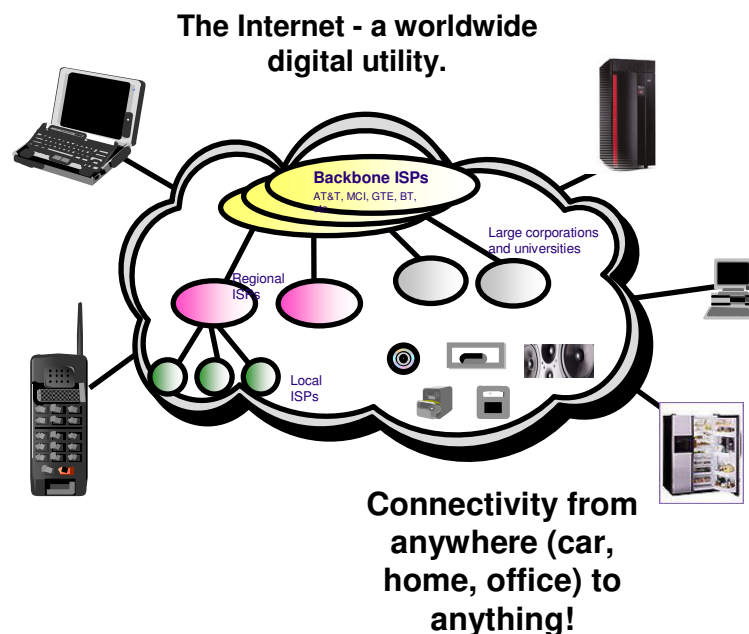 The Internet - a worldwide
digital utility.
Backbone ISPs
AT&T, MCI, GTE, BT,
Large corporations
and universities
Regional
ISPs
Local
ISPs
Connectivity from
anywhere (car,
home, office) to
anything!